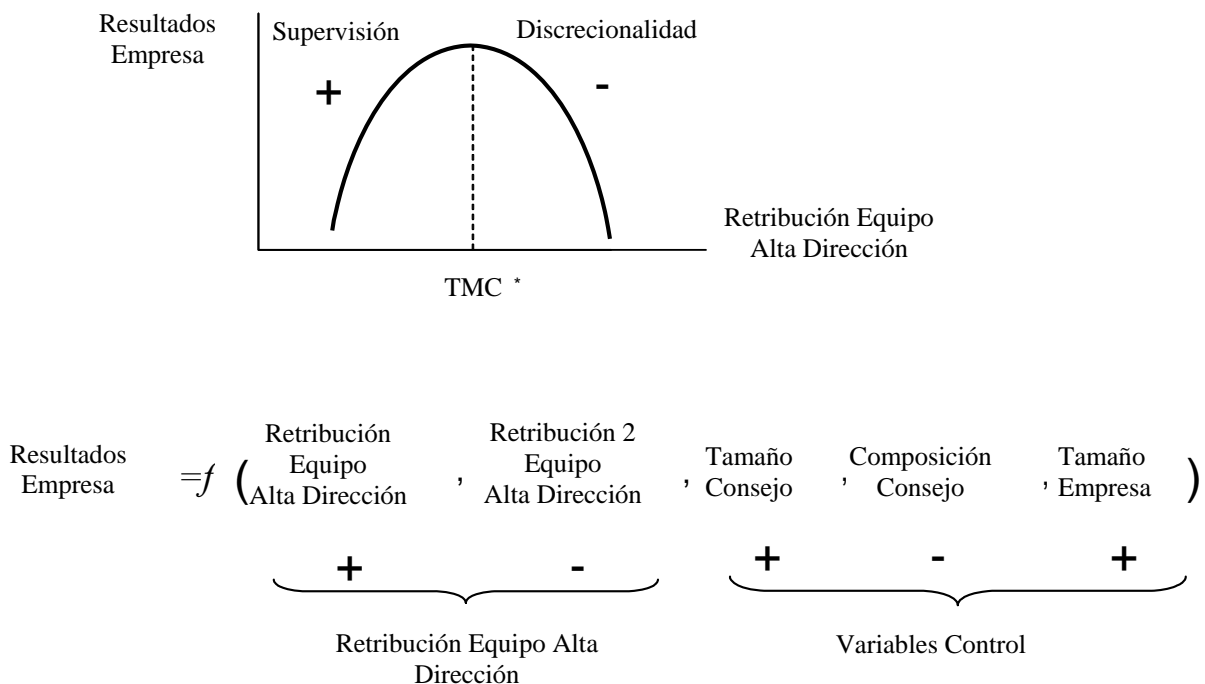 Resultados
Empresa
Supervisión
Discrecionalidad
+
-
Retribución Equipo
Alta Dirección
TMC *
Resultados
Empresa
=f (
Retribución
Equipo
Alta Dirección
,
Retribución 2
Equipo
Alta Dirección
,
Tamaño
Consejo
,
Composición
Consejo
,
Tamaño
Empresa
)
+ - + - +
Retribución Equipo Alta
Dirección
Variables Control